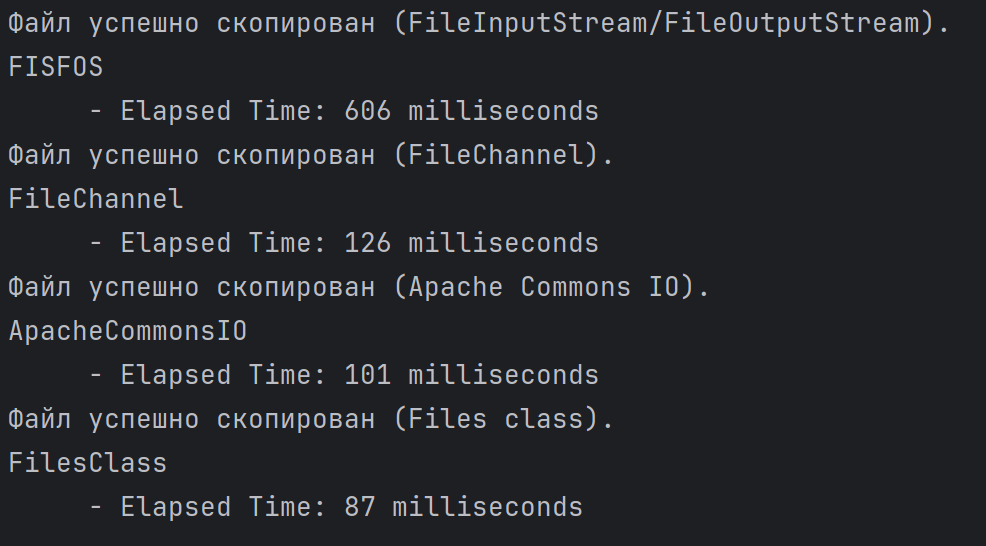 Файл успешно скопирован (FileInputStream/FileOutputStream).
FISFOS
     - Elapsed Time: 606 milliseconds
Файл успешно скопирован (FileChannel).
FileChannel
     - Elapsed Time: 126 milliseconds
Файл успешно скопирован (Apache Commons IO).
ApacheCommonsIO
     - Elapsed Time: 101 milliseconds
Файл успешно скопирован (Files class).
FilesClass
     - Elapsed Time: 87 milliseconds